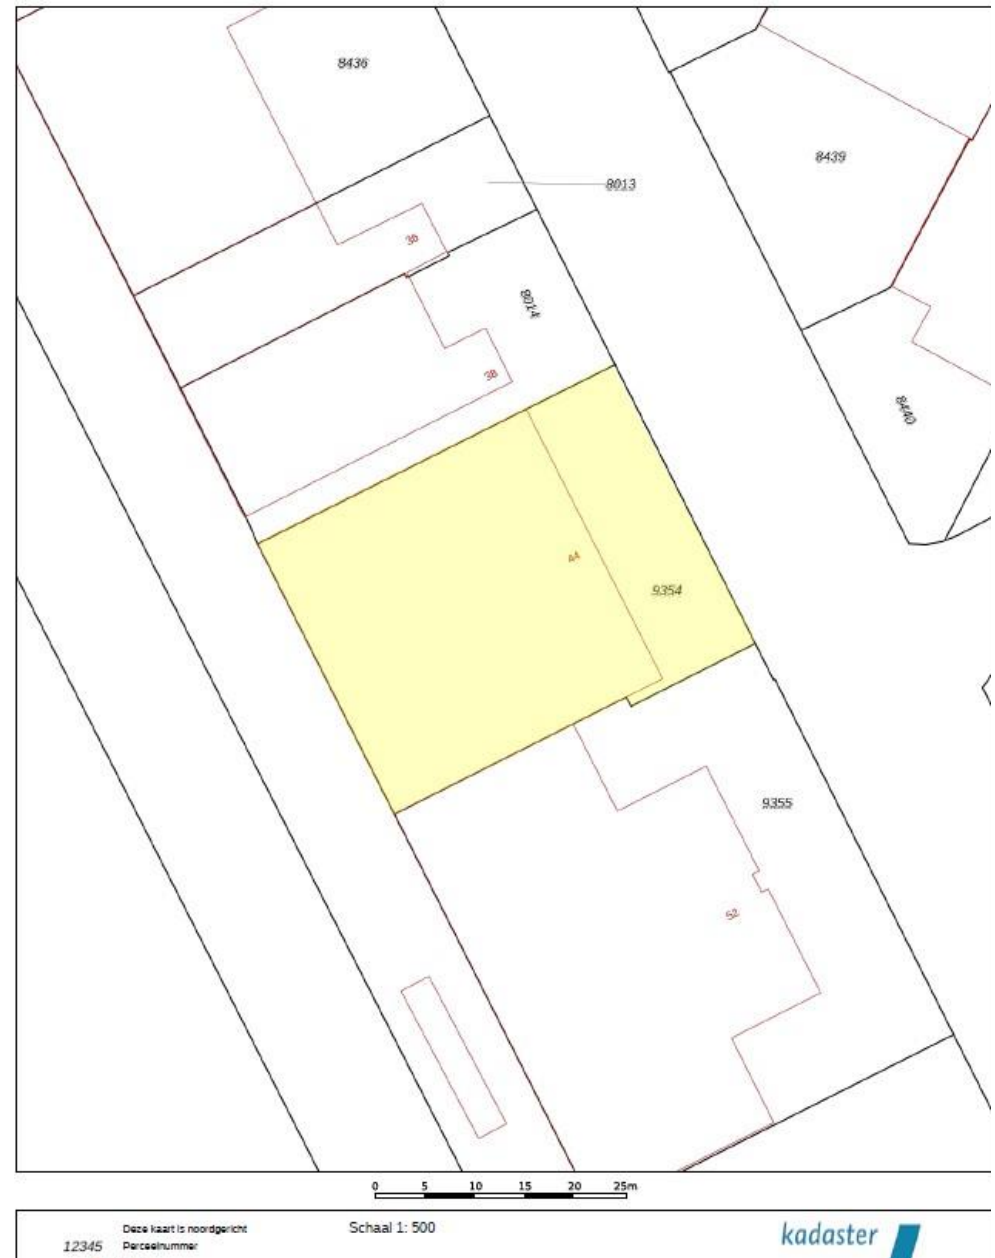 8436
8439
8013
36
8014
38
8440
44
9354
9355
52
0 5 10 15 20 25m
Deze kaart is noordgericht
Schaal 1: 500
12345 Perceelnummer
kadaster